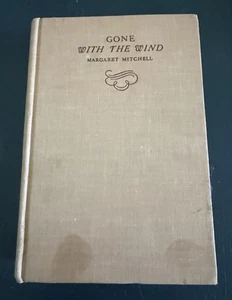 GONE
WITH THE WIND
MARGARET MITCHELL